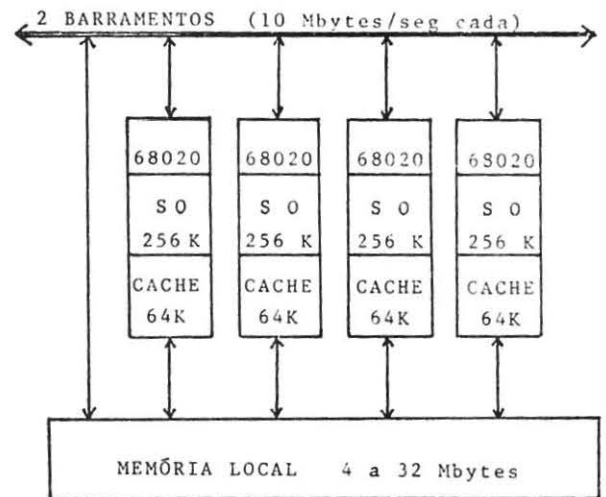 2 BARRAMENTOS (10 Mbytes/seg cada)
68020 68020 68020 68020
S O S O S O S O
256 K 256 K 256 K 256 K
CACHE CACHE CACHE CACHE
64K 64K 64K 64K
MEMÓRIA LOCAL 4 a 32 Mbytes